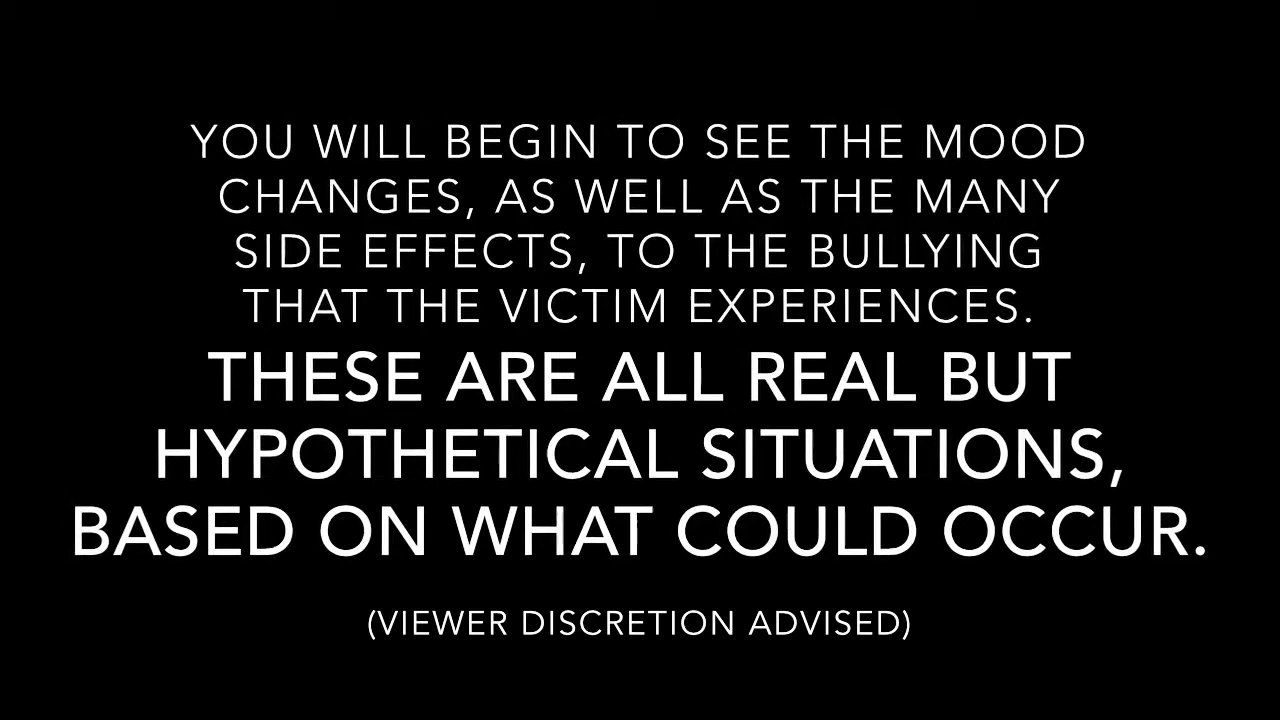 YOU WILL BEGIN TO SEE THE MOOD
CHANGES, AS WELL AS THE MANY
SIDE EFFECTS, TO THE BULLYING
THAT THE VICTIM EXPERIENCES.
THESE ARE ALL REAL BUT
HYPOTHETICAL SITUATIONS,
BASED ON WHAT COULD OCCUR.
(VIEWER DISCRETION ADVISED)